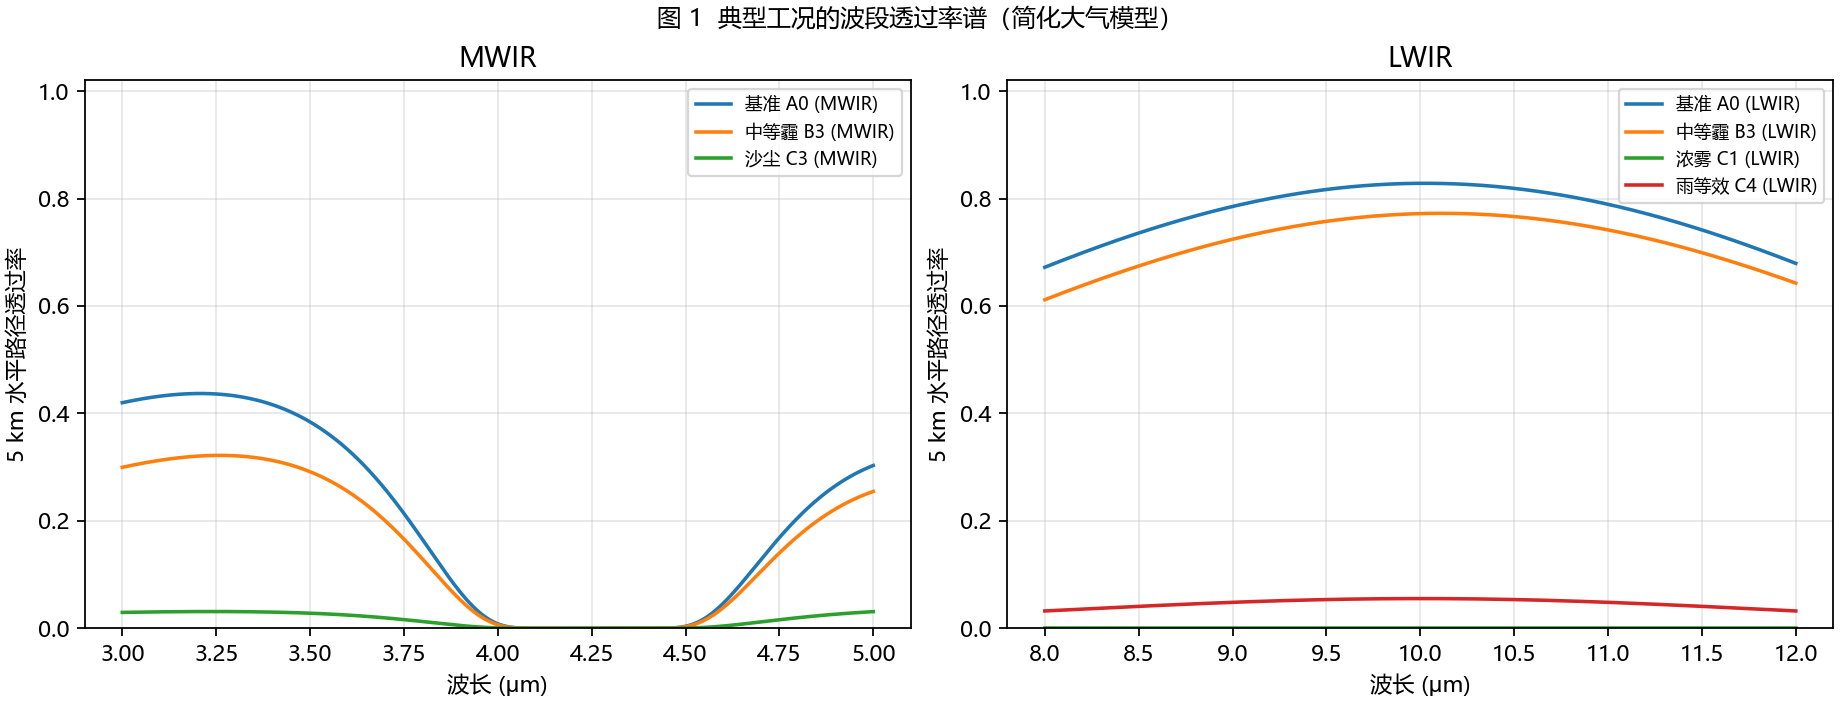 图 1 典型工况的波段透过率谱（简化大气模型）
MWIR
1.0
0.8
0.6
0.4
0.2
0.0
5 km 水平路径透过率
基准 A0 (MWIR)
中等霾 B3 (MWIR)
沙尘 C3 (MWIR)
3.00 3.25 3.50 3.75 4.00 4.25 4.50 4.75 5.00
波长 (μm)
LWIR
1.0
0.8
0.6
0.4
0.2
0.0
5 km 水平路径透过率
基准 A0 (LWIR)
中等霾 B3 (LWIR)
浓雾 C1 (LWIR)
雨等效 C4 (LWIR)
8.0 8.5 9.0 9.5 10.0 10.5 11.0 11.5 12.0
波长 (μm)